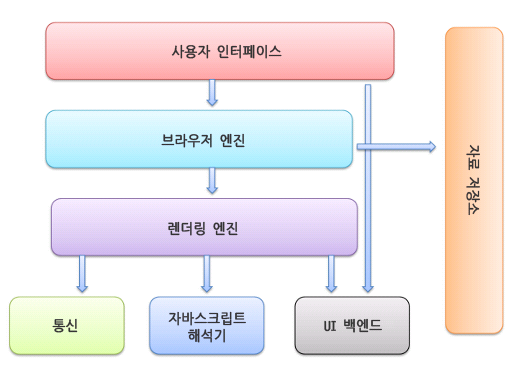 사용자 인터페이스
브라우저 엔진
자료 저장소
렌더링 엔진
통신
자바스크립트
해석기
UI 백엔드